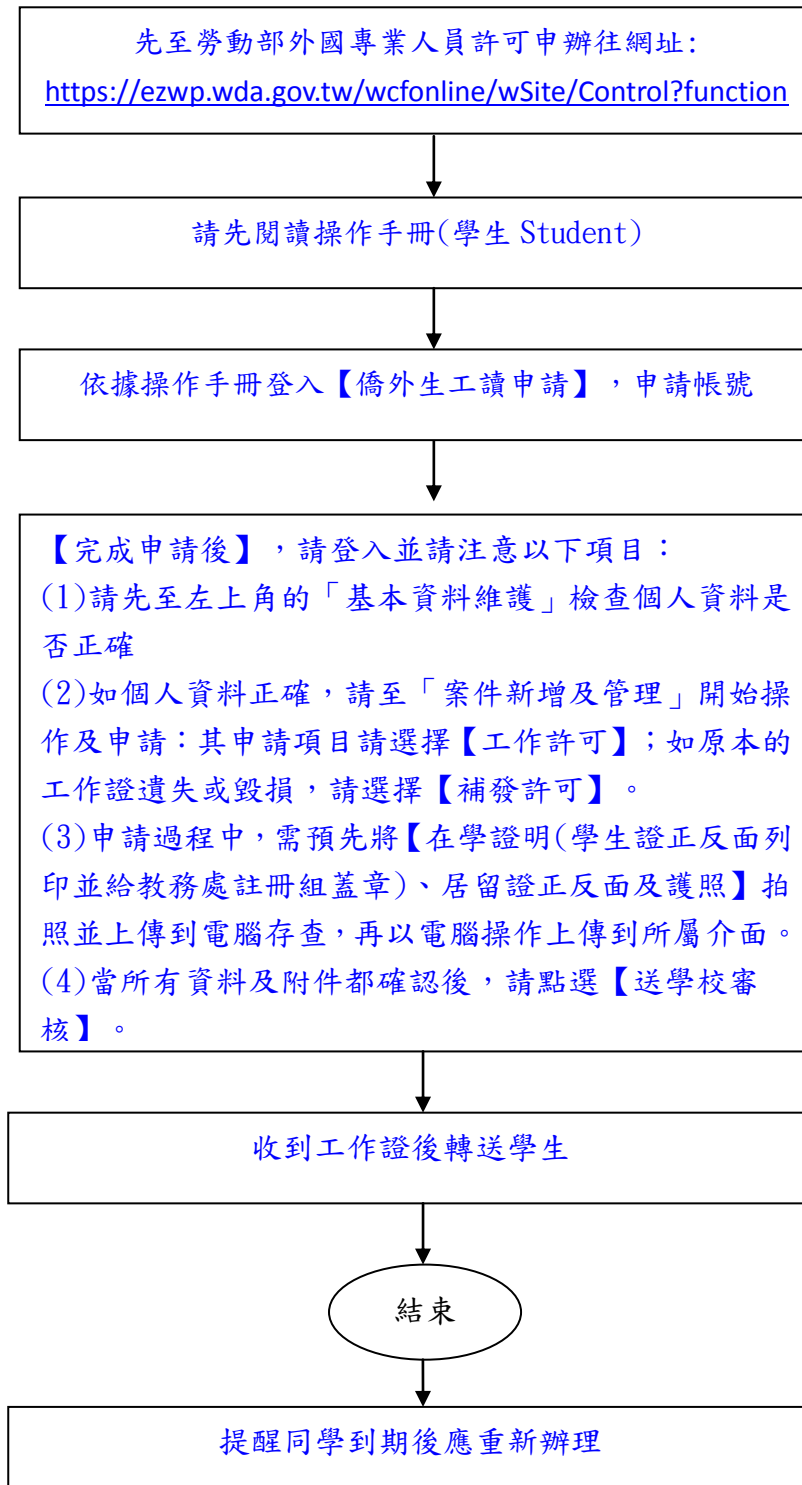 先至勞動部外國專業人員許可申辦往網址:
https://ezwp.wda.gov.tw/wcfonline/wSite/Control?function
請先閱讀操作手冊(學生 Student)
依據操作手冊登入【僑外生工讀申請】，申請帳號
【完成申請後】，請登入並請注意以下項目：
(1)請先至左上角的「基本資料維護」檢查個人資料是
否正確
(2)如個人資料正確，請至「案件新增及管理」開始操
作及申請：其申請項目請選擇【工作許可】；如原本的
工作證遺失或毀損，請選擇【補發許可】。
(3)申請過程中，需預先將【在學證明(學生證正反面列
印並給教務處註冊組蓋章)、居留證正反面及護照】拍
照並上傳到電腦存查，再以電腦操作上傳到所屬介面。
(4)當所有資料及附件都確認後，請點選【送學校審
核】。
收到工作證後轉送學生
結束
提醒同學到期後應重新辦理